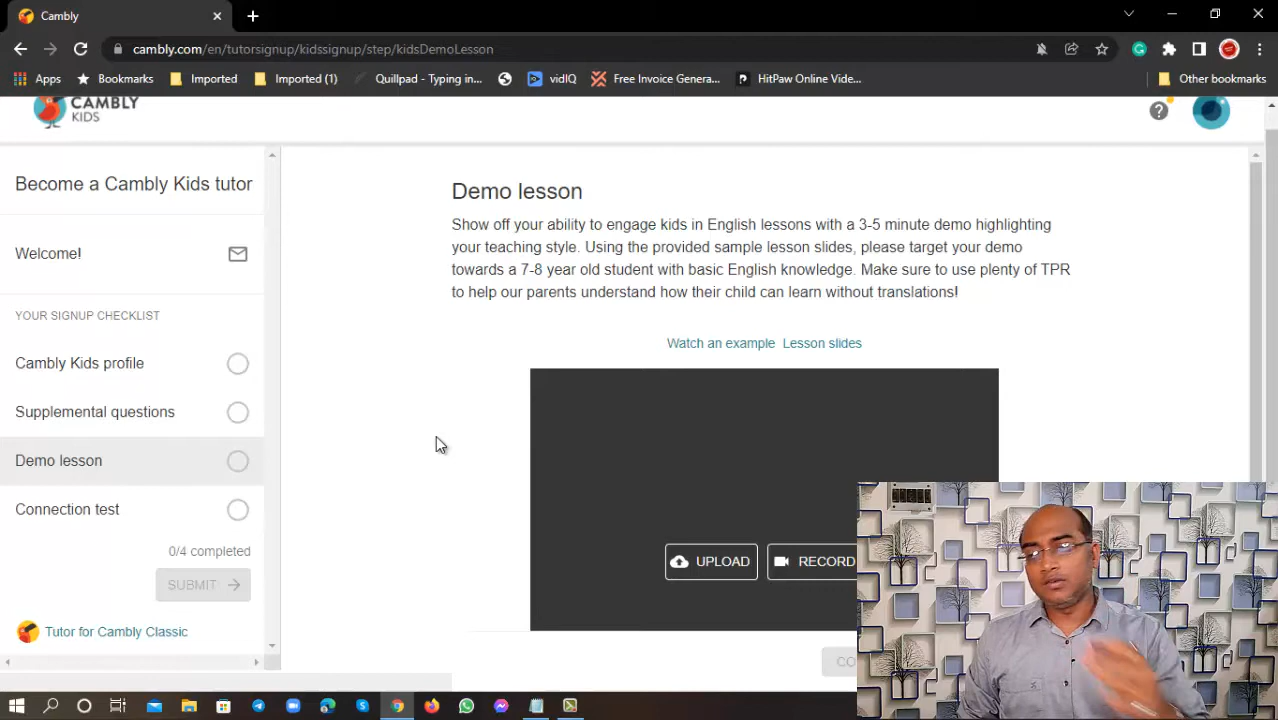 Cambly
cambly.com/en/tutorsignup/kidssignup/step/kidsDemoLesson
Apps Bookmarks Imported Imported (1) Quillpad - Typing in... vidIQ Free Invoice Genera... HitPaw Online Vide... Other bookmarks
CAMBLY
KIDS
Become a Cambly Kids tutor
Welcome!
YOUR SIGNUP CHECKLIST
Cambly Kids profile
Supplemental questions
Demo lesson
Connection test
0/4 completed
SUBMIT
Tutor for Cambly Classic
Demo lesson
Show off your ability to engage kids in English lessons with a 3-5 minute demo highlighting
your teaching style. Using the provided sample lesson slides, please target your demo
towards a 7-8 year old student with basic English knowledge. Make sure to use plenty of TPR
to help our parents understand how their child can learn without translations!
Watch an example Lesson slides
UPLOAD RECORD
CO